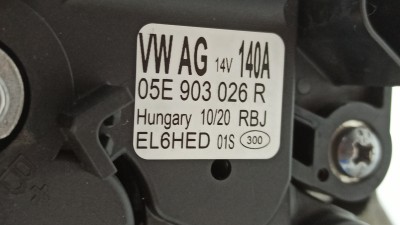 VW AG 14V 140A
05E 903 026 R
Hungary 10/20 RBJ
EL6HED 01S 300